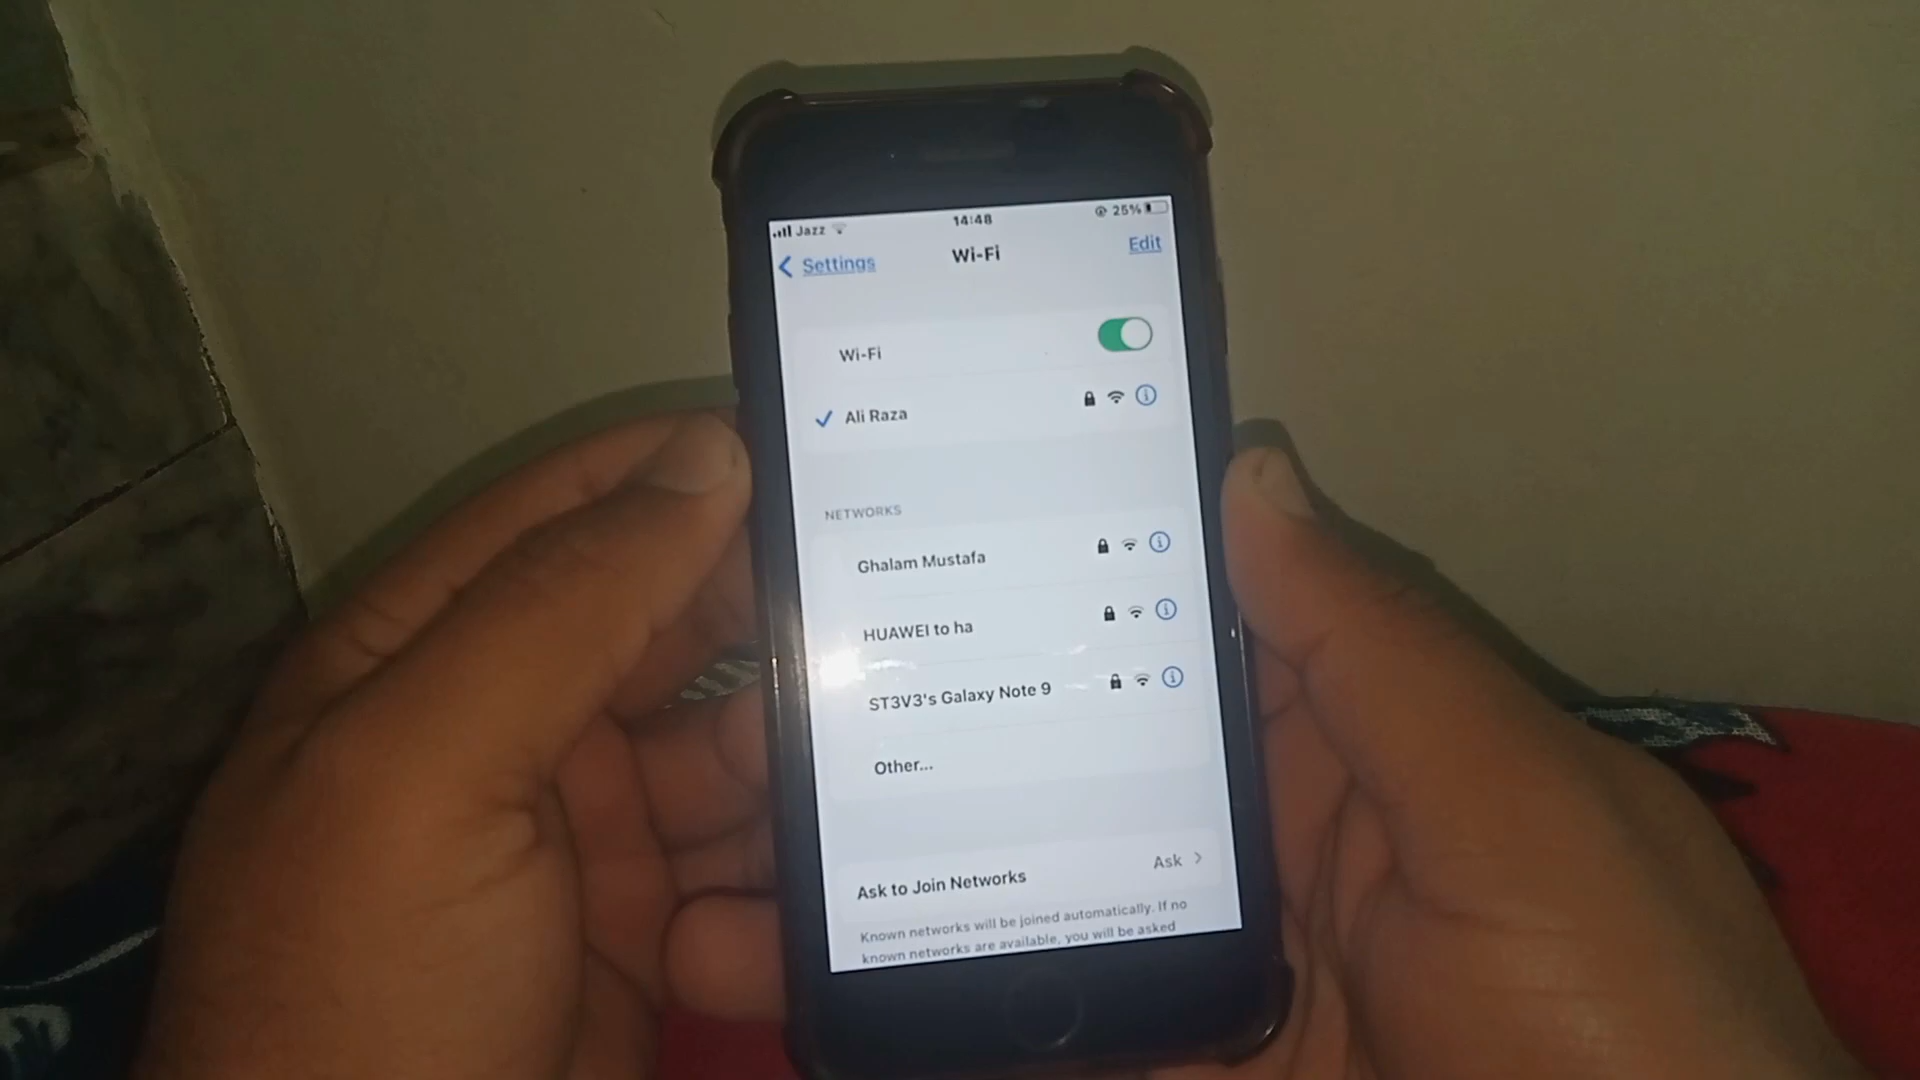 Jazz 14:48 25%
Settings Wi-Fi Edit
Wi-Fi
Ali Raza
NETWORKS
Ghalam Mustafa
HUAWEI to ha
ST3V3's Galaxy Note 9
Other...
Ask to Join Networks Ask
Known networks will be joined automatically. If no
known networks are available, you will be asked